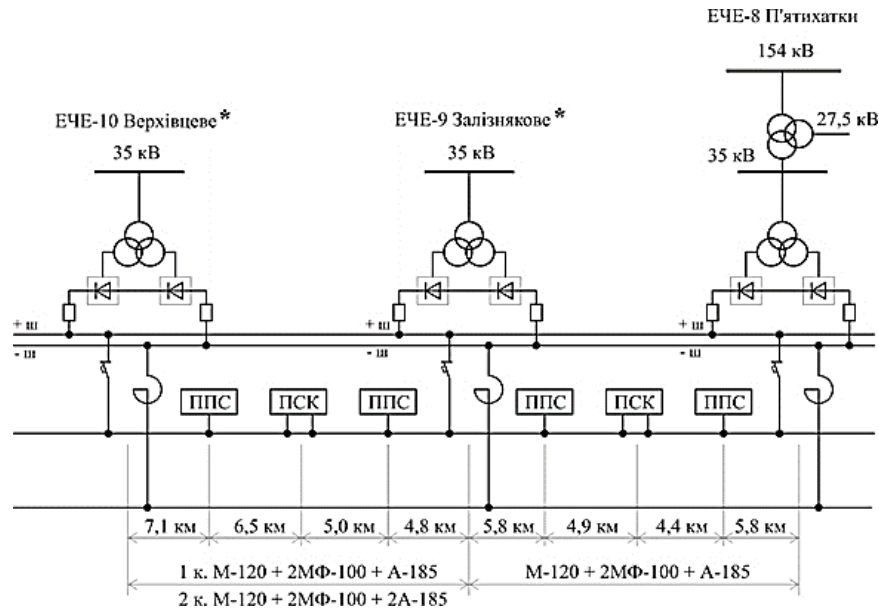 ЕЧЕ-8 П'ятихатки
154 кВ
27,5 кВ
ЕЧЕ-10 Верхівцеве*
ЕЧЕ-9 Залізнякове*
35 кВ
35 кВ
35 кВ
+ ш
+ ш
+ ш
- ш
- ш
- ш
ППС
ПСК
ППС
ППС
ПСК
ППС
7,1 км
6,5 км
5,0 км
4,8 км
5,8 км
4,9 км
4,4 км
5,8 км
1 к. М-120 + 2МФ-100 + А-185
М-120 + 2МФ-100 + А-185
2 к. М-120 + 2МФ-100 + 2А-185